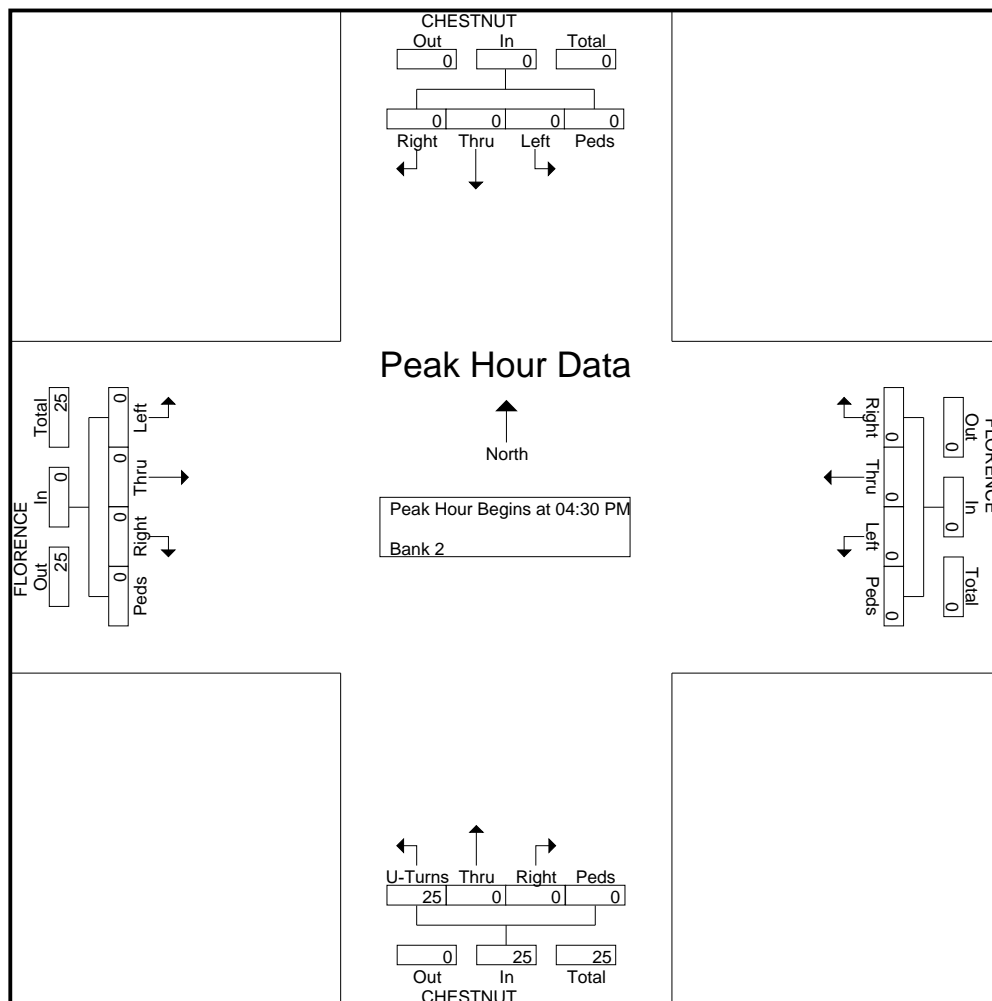 CHESTNUT
Out In Total
0 0 0
0 0 0 0
Right Thru Left Peds
Peak Hour Data
North
Peak Hour Begins at 04:30 PM
Bank 2
FLORENCE
Out In Total
25 0 25
0 0 0 0
Left Thru Right Peds
FLORENCE
Out In Total
0 0 0
0 0 0 0
Right Thru Left Peds
U-Turns Thru Right Peds
25 0 0 0
0 25 25
Out In Total
CHESTNUT